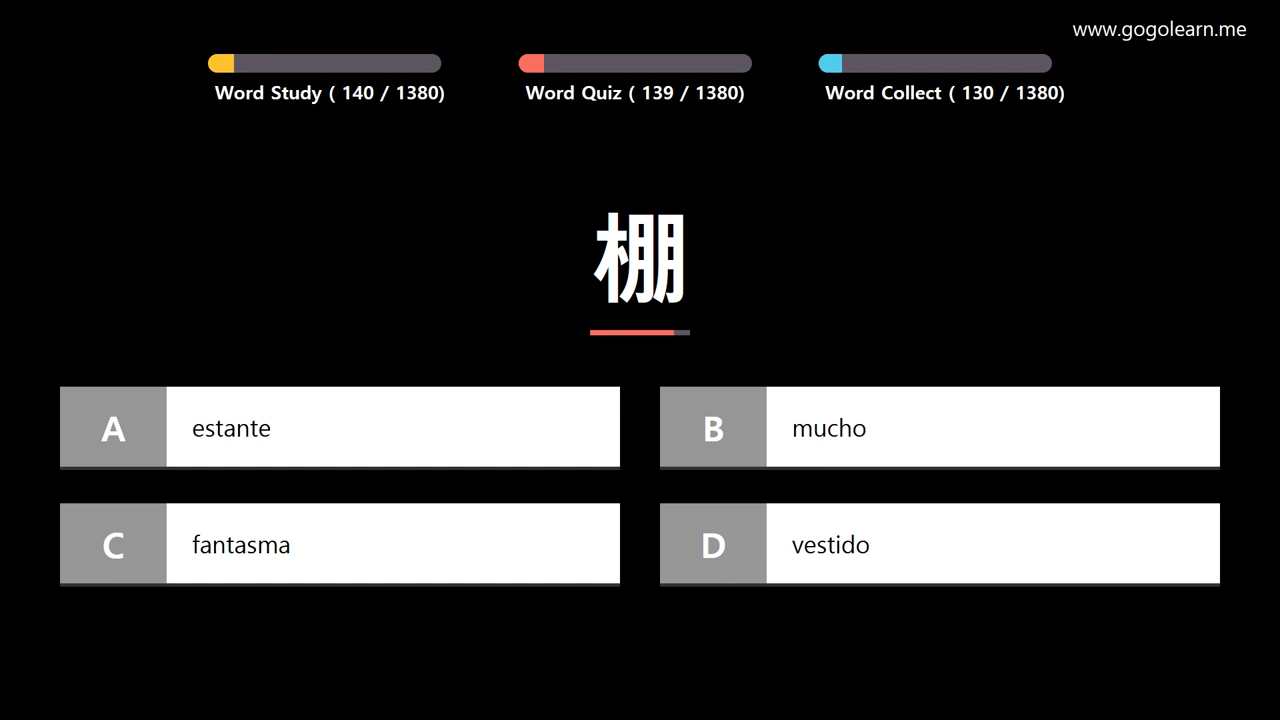 www.gogolearn.me
Word Study ( 140 / 1380)
Word Quiz ( 139 / 1380)
Word Collect ( 130 / 1380)
棚
A
estante
B
mucho
C
fantasma
D
vestido